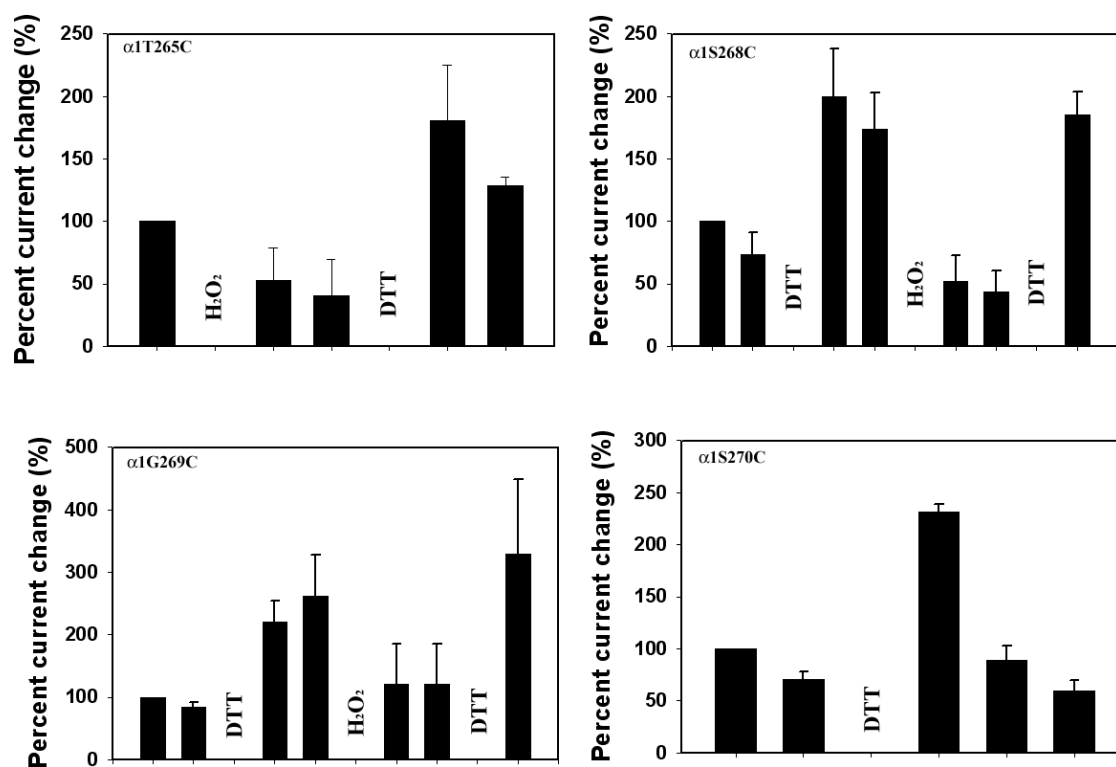 Percent current change (%)
250
200
150
100
50
0
α1T265C
H₂O₂
DTT
Percent current change (%)
250
200
150
100
50
0
α1S268C
DTT
H₂O₂
DTT
Percent current change (%)
500
400
300
200
100
0
α1G269C
DTT
H₂O₂
DTT
Percent current change (%)
300
250
200
150
100
50
0
α1S270C
DTT